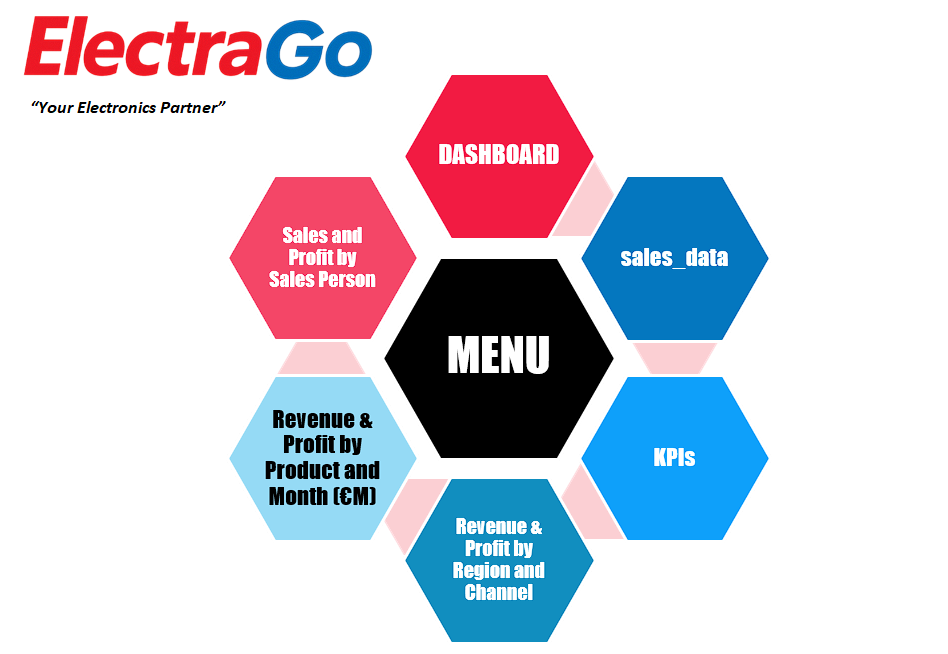 ElectraGo
“Your Electronics Partner”
DASHBOARD
sales_data
KPIs
Revenue &
Profit by
Region and
Channel
Revenue &
Profit by
Product and
Month (€M)
Sales and
Profit by
Sales Person
MENU